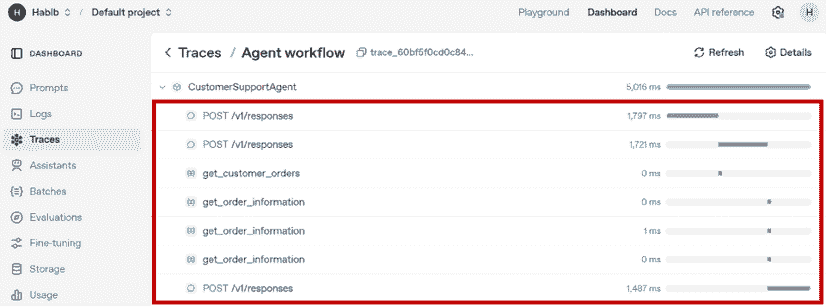 H Habib / Default project Playground Dashboard Docs API reference H
DASHBOARD
Traces / Agent workflow trace_60bf5f0cd0c84... Refresh Details
CustomerSupportAgent 5,016 ms
Prompts
POST /v1/responses 1,797 ms
Logs
POST /v1/responses 1,721 ms
Traces
Assistants
get_customer_orders 0 ms
Batches
get_order_information 0 ms
Evaluations
get_order_information 1 ms
Fine-tuning
get_order_information 0 ms
Storage
Usage
POST /v1/responses 1,487 ms